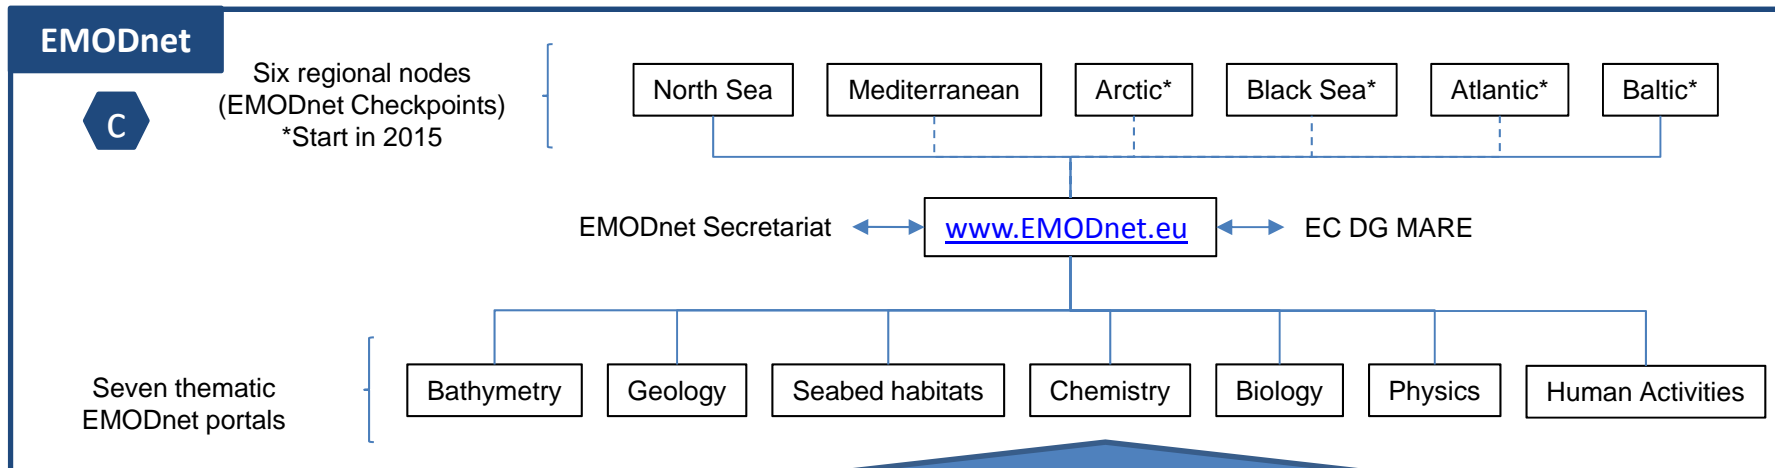 EMODnet
C
Six regional nodes
(EMODnet Checkpoints)
*Start in 2015
North Sea
Mediterranean
Arctic*
Black Sea*
Atlantic*
Baltic*
EMODnet Secretariat
www.EMODnet.eu
EC DG MARE
Seven thematic
EMODnet portals
Bathymetry
Geology
Seabed habitats
Chemistry
Biology
Physics
Human Activities